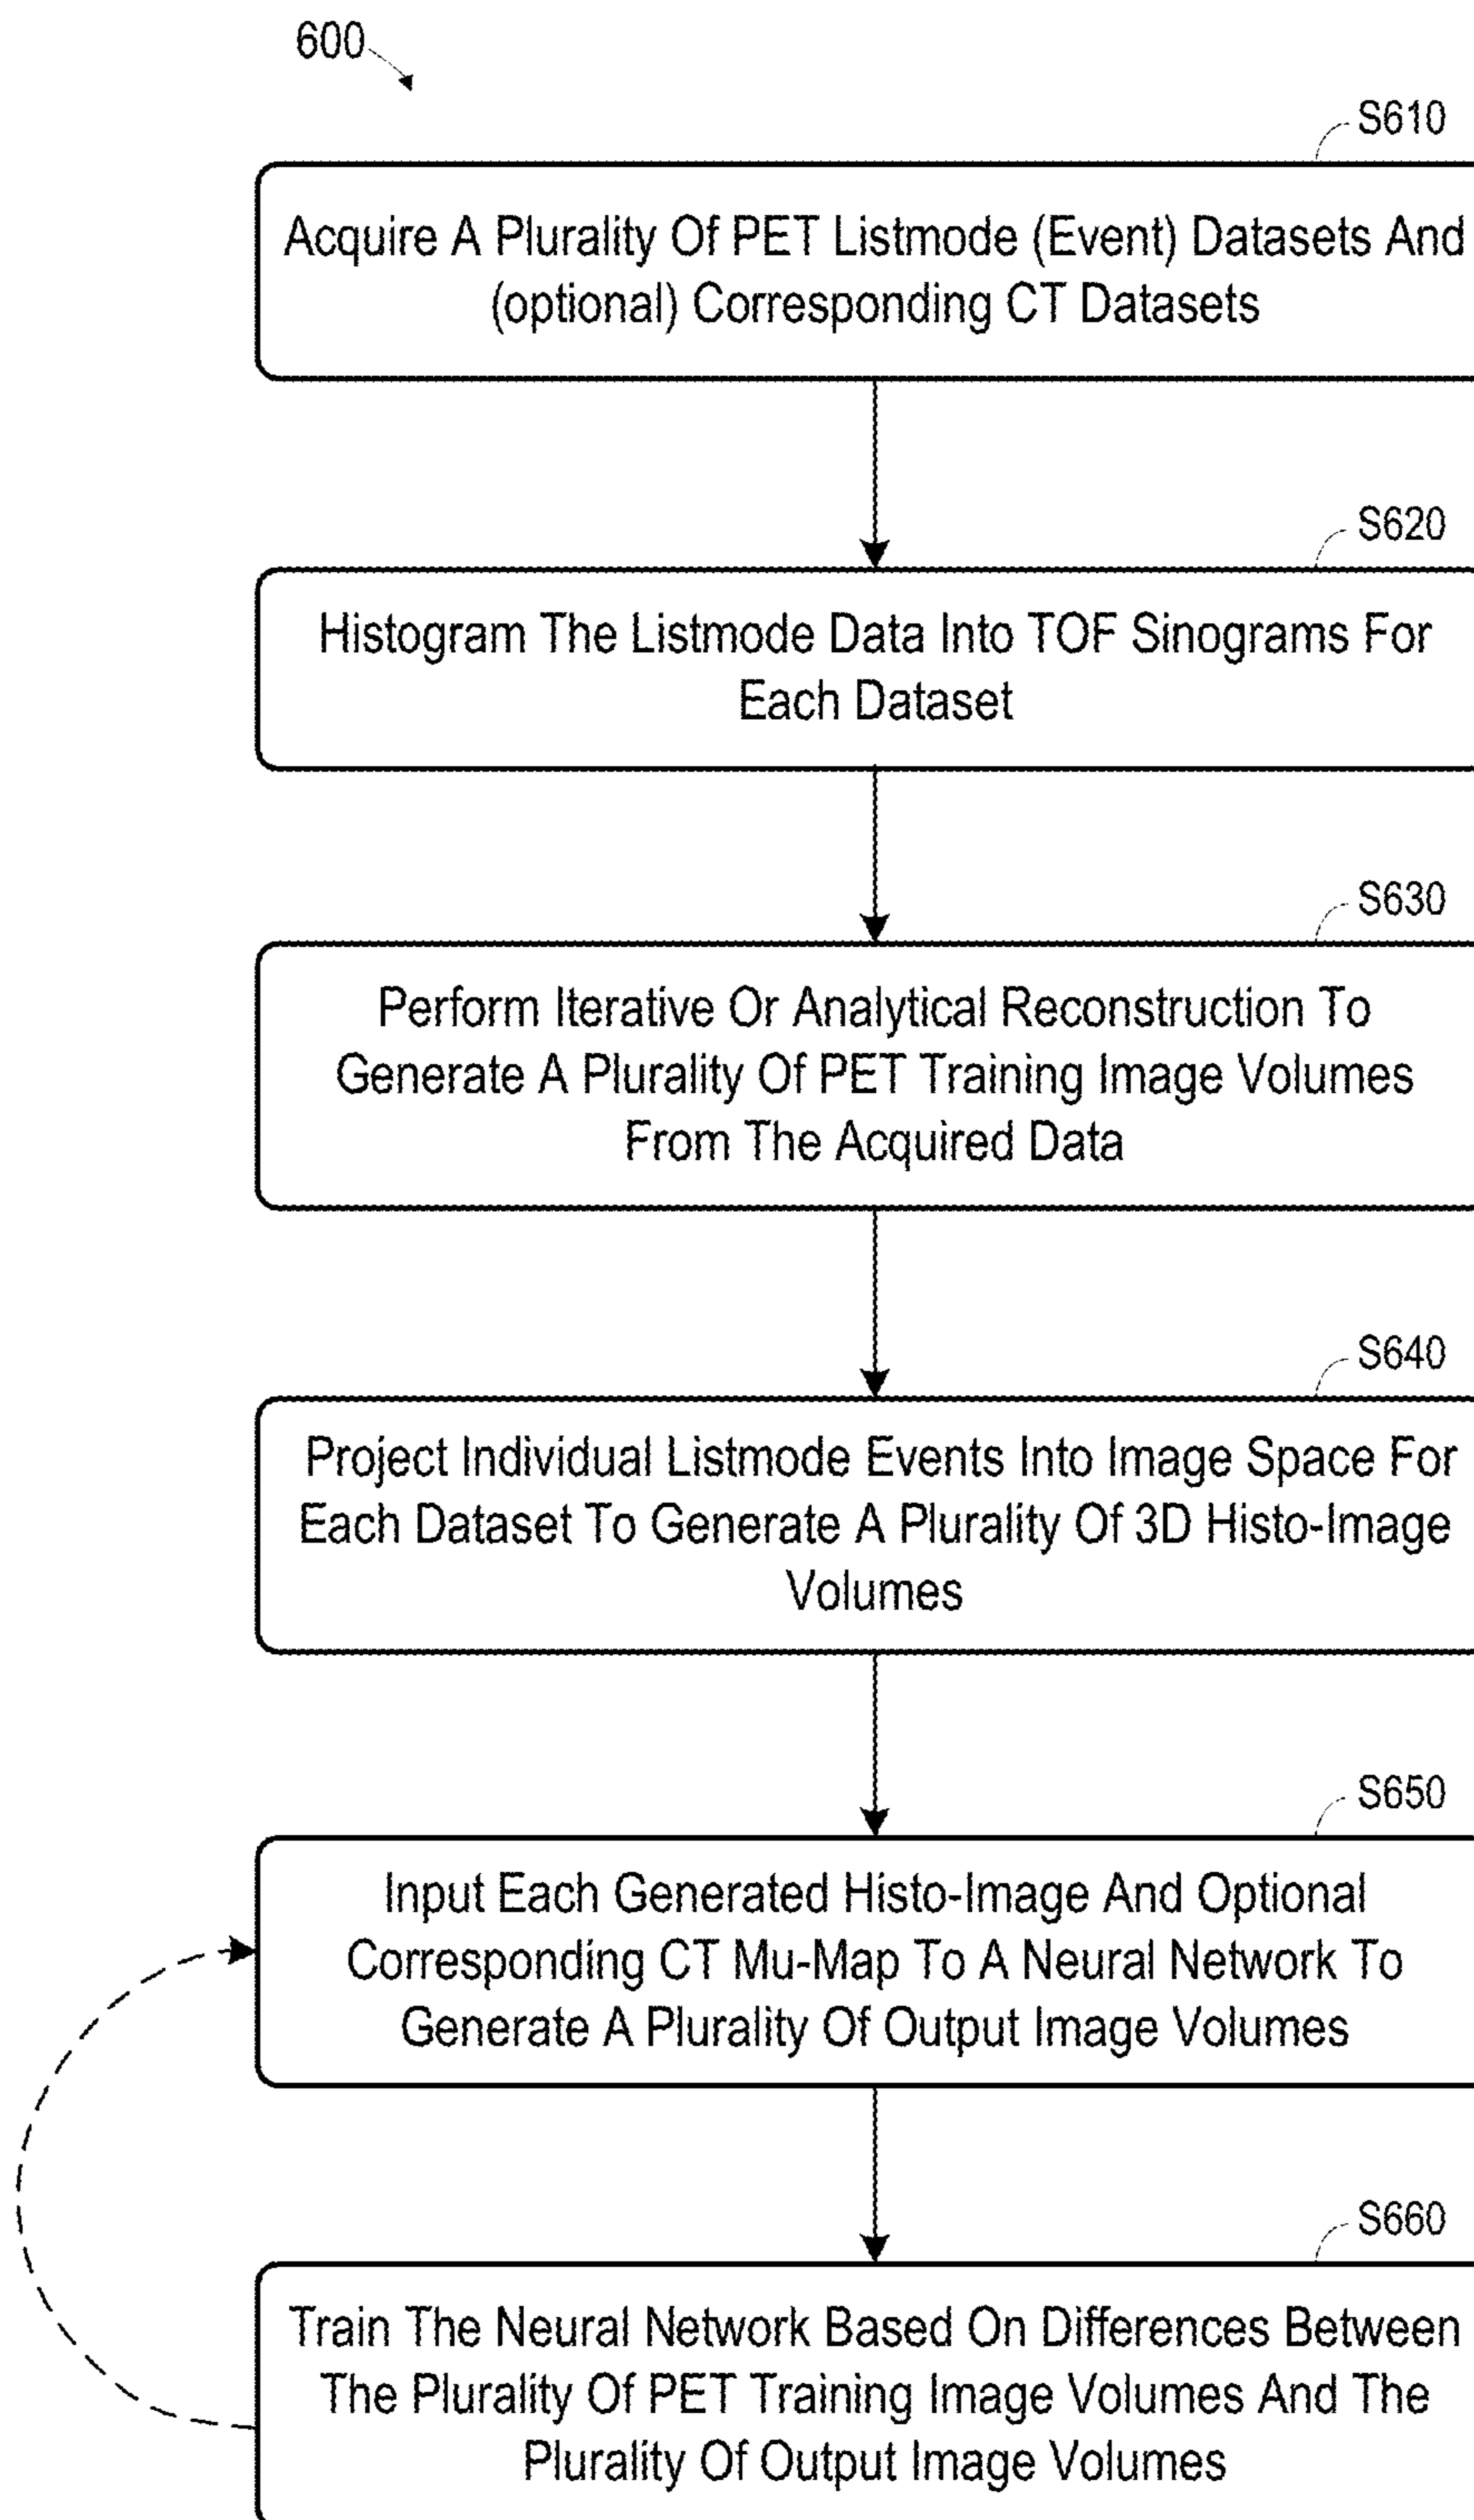 600
S610
Acquire A Plurality Of PET Listmode (Event) Datasets And
(optional) Corresponding CT Datasets
S620
Histogram The Listmode Data Into TOF Sinograms For
Each Dataset
S630
Perform Iterative Or Analytical Reconstruction To
Generate A Plurality Of PET Training Image Volumes
From The Acquired Data
S640
Project Individual Listmode Events Into Image Space For
Each Dataset To Generate A Plurality Of 3D Histo-Image
Volumes
S650
Input Each Generated Histo-Image And Optional
Corresponding CT Mu-Map To A Neural Network To
Generate A Plurality Of Output Image Volumes
S660
Train The Neural Network Based On Differences Between
The Plurality Of PET Training Image Volumes And The
Plurality Of Output Image Volumes